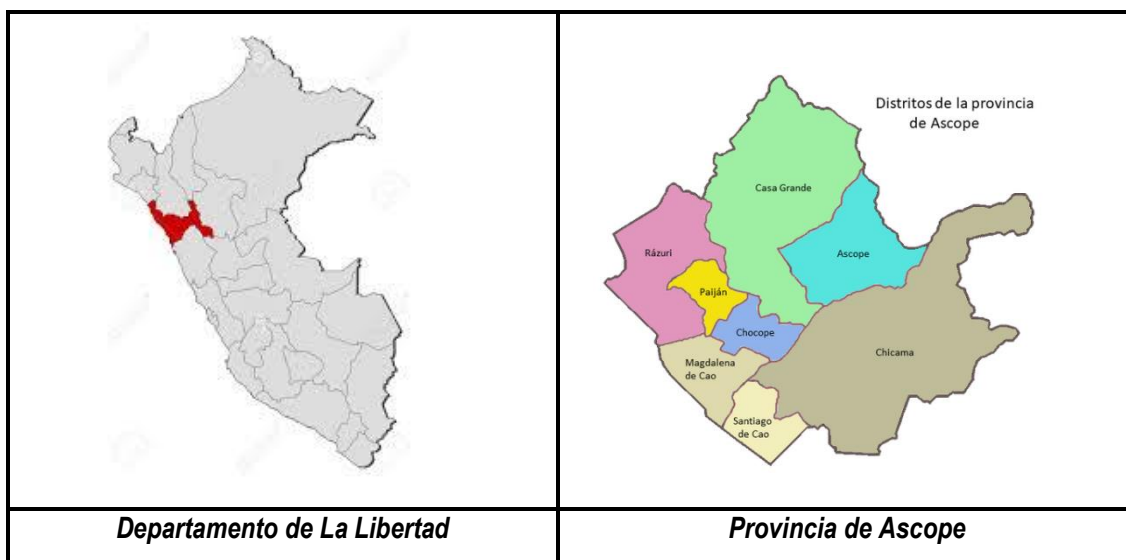 Distritos de la provincia
de Ascope
Casa Grande
Ascope
Rázuri
Paiján
Chocope
Chicama
Magdalena
de Cao
Santiago
de Cao
Departamento de La Libertad
Provincia de Ascope